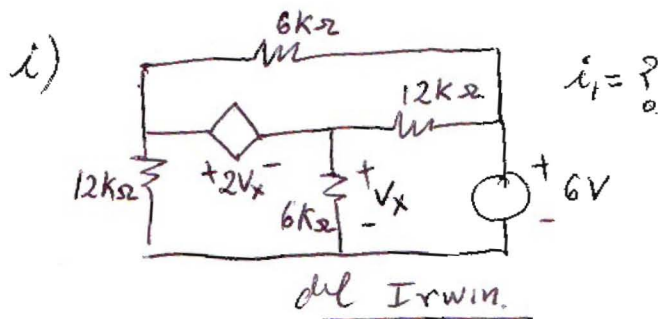 i)
6KΩ
12KΩ
i₁ = ?
12KΩ
+ 2Vx -
6KΩ
+
Vx
-
+
6V
-
del Irwin.